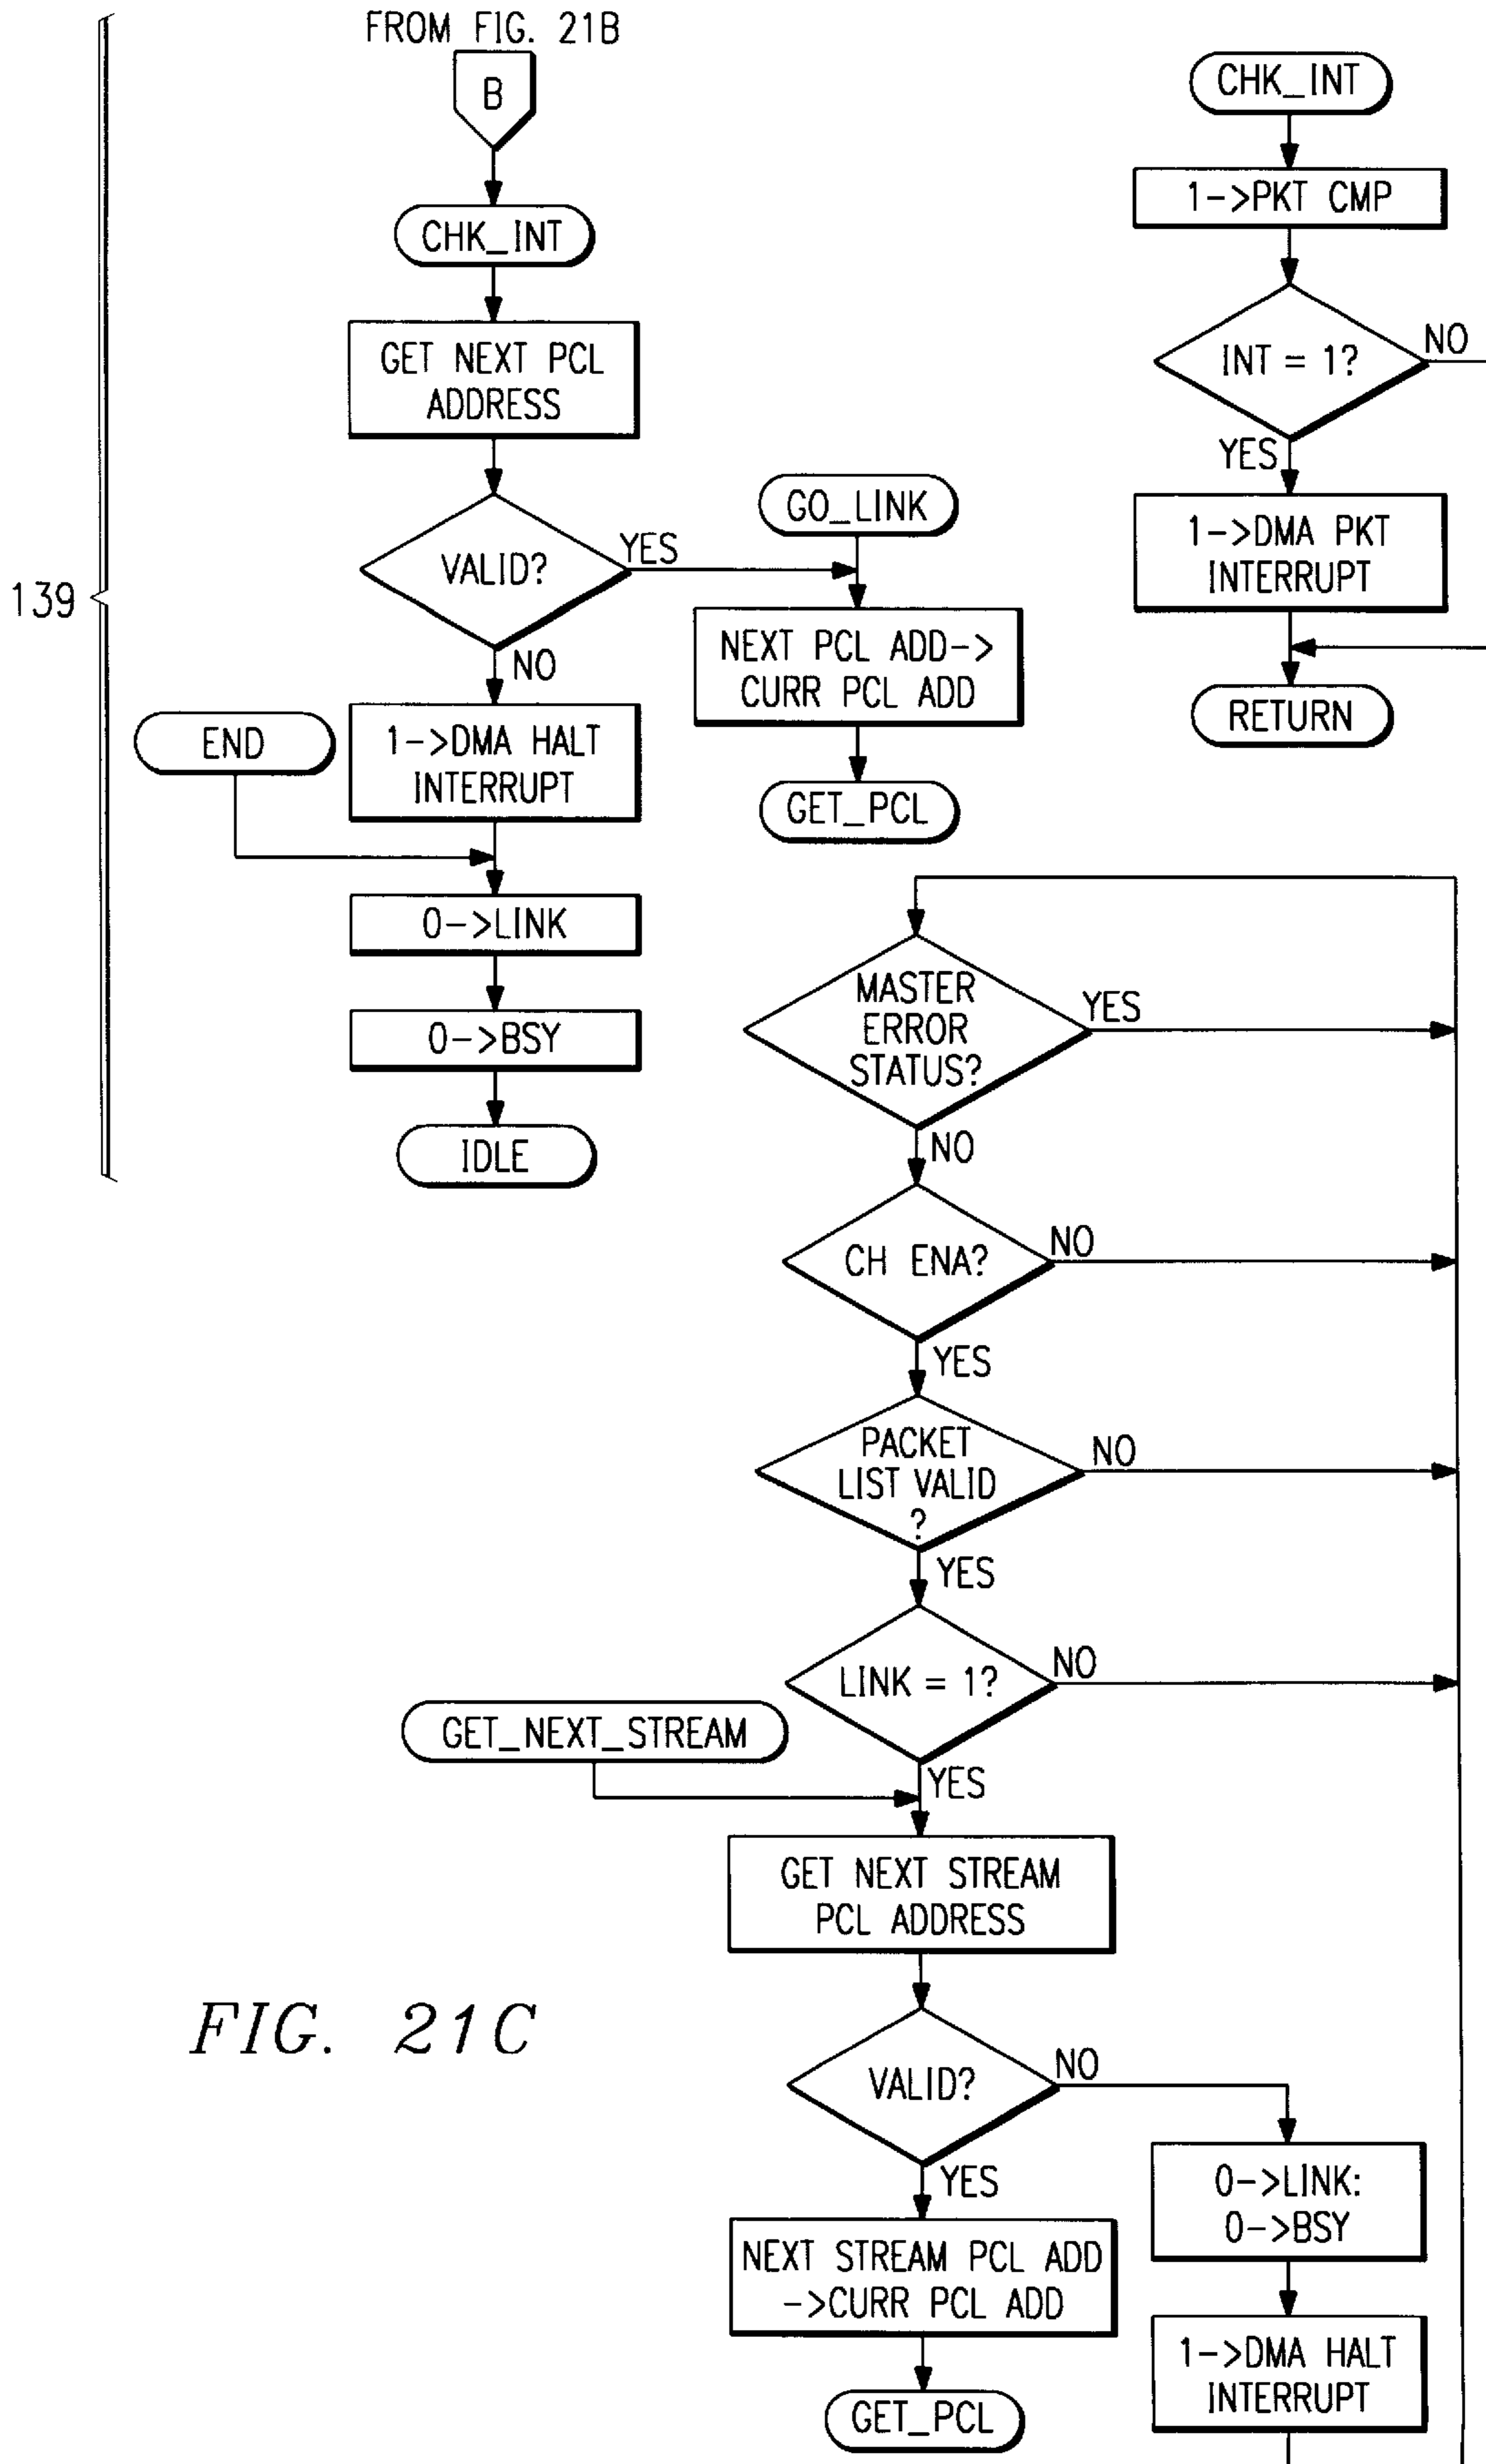 FROM FIG. 21B
B
CHK_INT
GET NEXT PCL
ADDRESS
VALID?
YES
NO
GO_LINK
NEXT PCL ADD->
CURR PCL ADD
GET_PCL
1->DMA HALT
INTERRUPT
END
0->LINK
0->BSY
IDLE
139
CHK_INT
1->PKT CMP
INT = 1?
NO
YES
1->DMA PKT
INTERRUPT
RETURN
MASTER
ERROR
STATUS?
YES
NO
CH ENA?
NO
YES
PACKET
LIST VALID
?
NO
YES
LINK = 1?
NO
YES
GET_NEXT_STREAM
GET NEXT STREAM
PCL ADDRESS
VALID?
NO
YES
0->LINK:
0->BSY
NEXT STREAM PCL ADD
->CURR PCL ADD
1->DMA HALT
INTERRUPT
GET_PCL
FIG. 21C